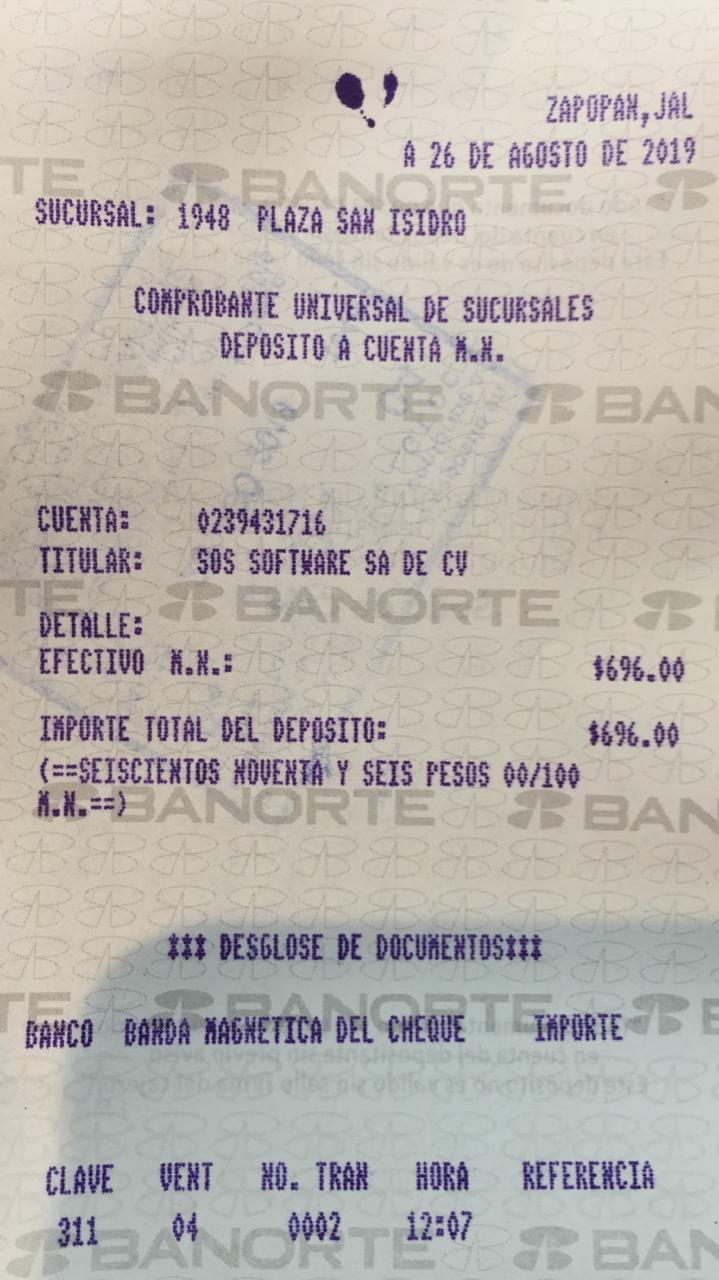 ZAPOPAN,JAL
A 26 DE AGOSTO DE 2019
BANORTE
SUCURSAL: 1948 PLAZA SAN ISIDRO
COMPROBANTE UNIVERSAL DE SUCURSALES
DEPOSITO A CUENTA M.N.
BANORTE
CUENTA: 0239431716
TITULAR: SOS SOFTWARE SA DE CV
BANORTE
DETALLE:
EFECTIVO M.N.: $696.00
IMPORTE TOTAL DEL DEPOSITO: $696.00
(==SEISCIENTOS NOVENTA Y SEIS PESOS 00/100
M.N.==)
BANORTE
*** DESGLOSE DE DOCUMENTOS***
BANORTE
BANCO BANDA MAGNETICA DEL CHEQUE IMPORTE
en cuenta del depositante sin previo aviso
Este depósito no es valido sin sello firma del cajero
CLAVE VENT NO. TRAN HORA REFERENCIA
311 04 0002 12:07
BANORTE